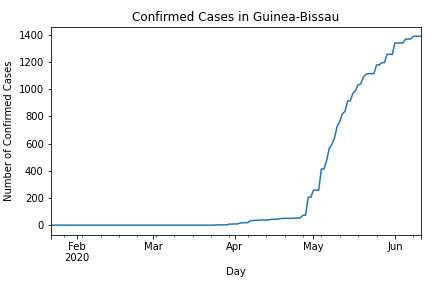 Confirmed Cases in Guinea-Bissau
Number of Confirmed Cases
1400
1200
1000
800
600
400
200
0
Feb Mar Apr May Jun
2020
Day